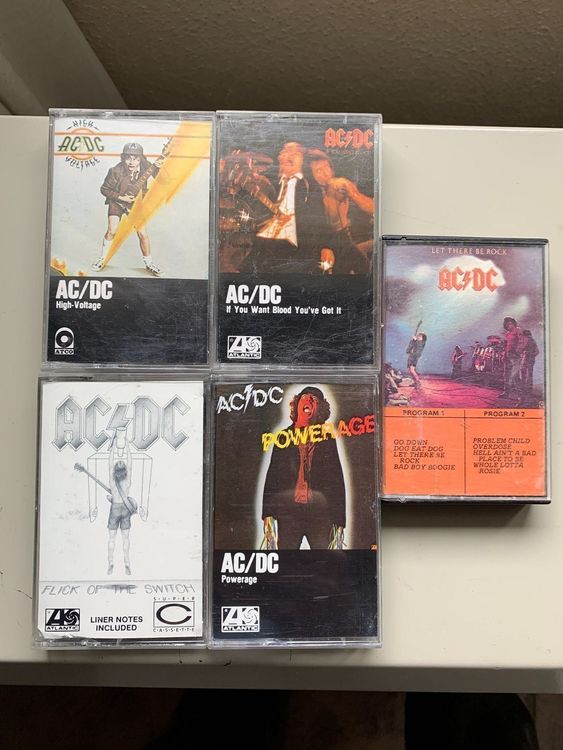 HIGH
AC/DC
VOLTAGE
AC/DC
High-Voltage
ATCO
AC/DC
AC/DC
If You Want Blood You've Got It
ATLANTIC
LET THERE BE ROCK
AC/DC
PROGRAM 1
GO DOWN
DOG EAT DOG
LET THERE BE
ROCK
BAD BOY BOOGIE
PROGRAM 2
PROBLEM CHILD
OVERDOSE
HELL AIN'T A BAD
PLACE TO BE
WHOLE LOTTA
ROSIE
AC/DC
FLICK OF THE SWITCH
ATLANTIC
LINER NOTES
INCLUDED
SUPER
C
CASSETTE
AC/DC
POWERAGE
AC/DC
Powerage
ATLANTIC